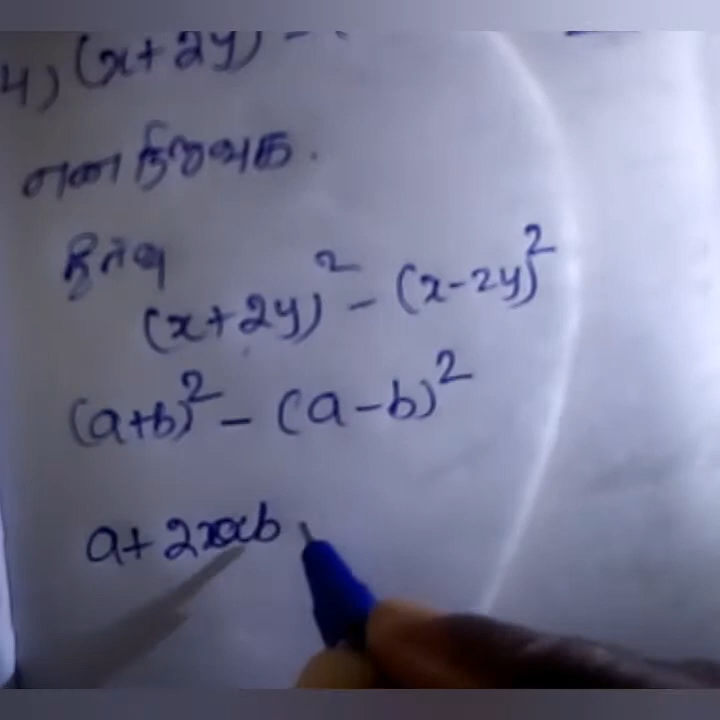 4) (x+2y) - (
என நிறுவுக.
தீர்வு
(x+2y)² - (x-2y)²
(a+b)² - (a-b)²
a+2xab